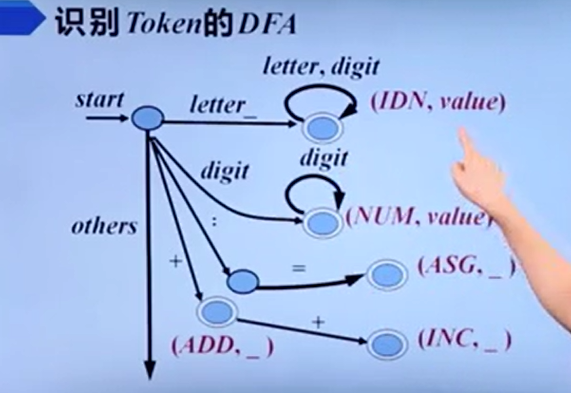 识别Token的DFA
letter, digit
start
letter_
(IDN, value)
digit
digit
(NUM, value)
others
:
+
=
(ASG, _ )
(ADD, _ )
+
(INC, _ )